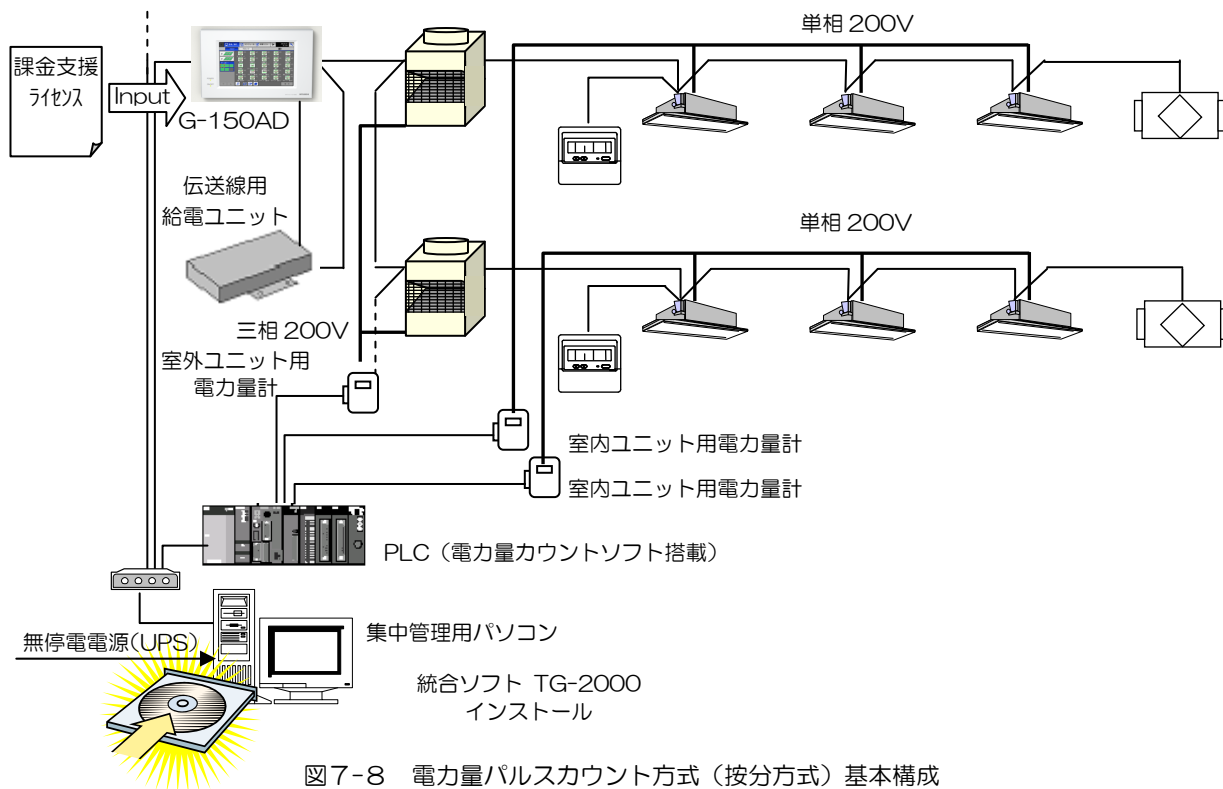 単相 200V
課金支援
ライセンス
Input
G-150AD
伝送線用
給電ユニット
単相 200V
三相 200V
室外ユニット用
電力量計
室内ユニット用電力量計
室内ユニット用電力量計
PLC（電力量カウントソフト搭載）
無停電電源(UPS)
集中管理用パソコン
統合ソフト TG-2000
インストール
図7-8 電力量パルスカウント方式（按分方式）基本構成